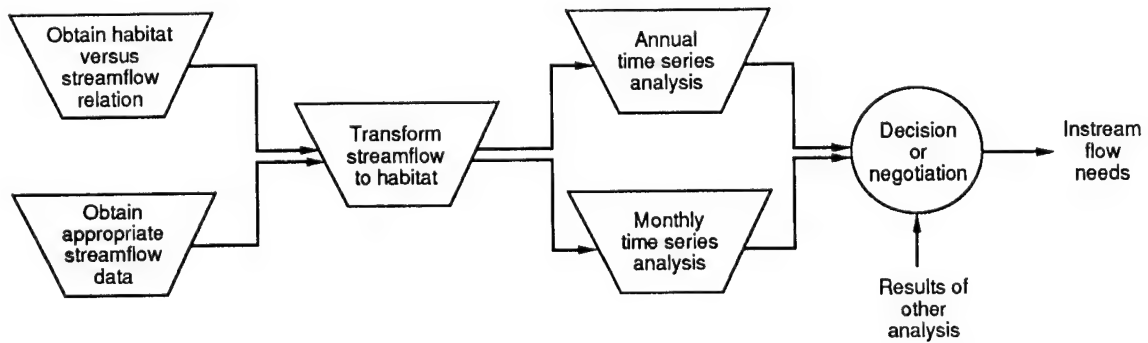 Obtain habitat
versus
streamflow
relation
Obtain
appropriate
streamflow
data
Transform
streamflow
to habitat
Annual
time series
analysis
Monthly
time series
analysis
Decision
or
negotiation
Results of
other
analysis
Instream
flow
needs